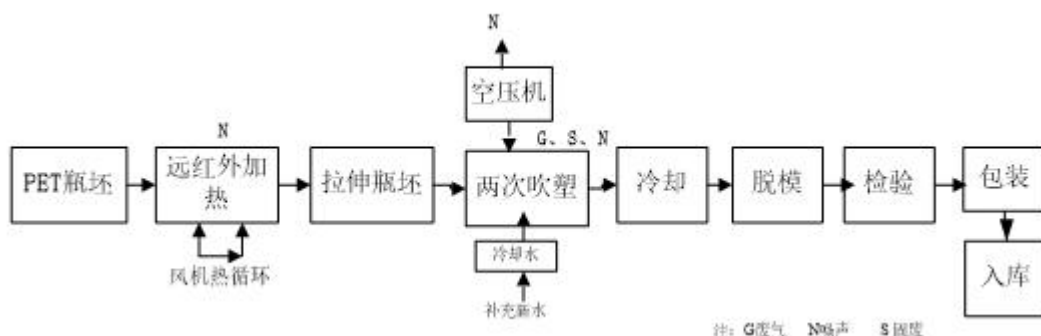 N
空压机
G、S、N
N
PET瓶坯
远红外加
热
拉伸瓶坯
两次吹塑
冷却
脱模
检验
包装
冷却水
入库
风机热循环
补充新水
注：G废气 N噪声 S固废